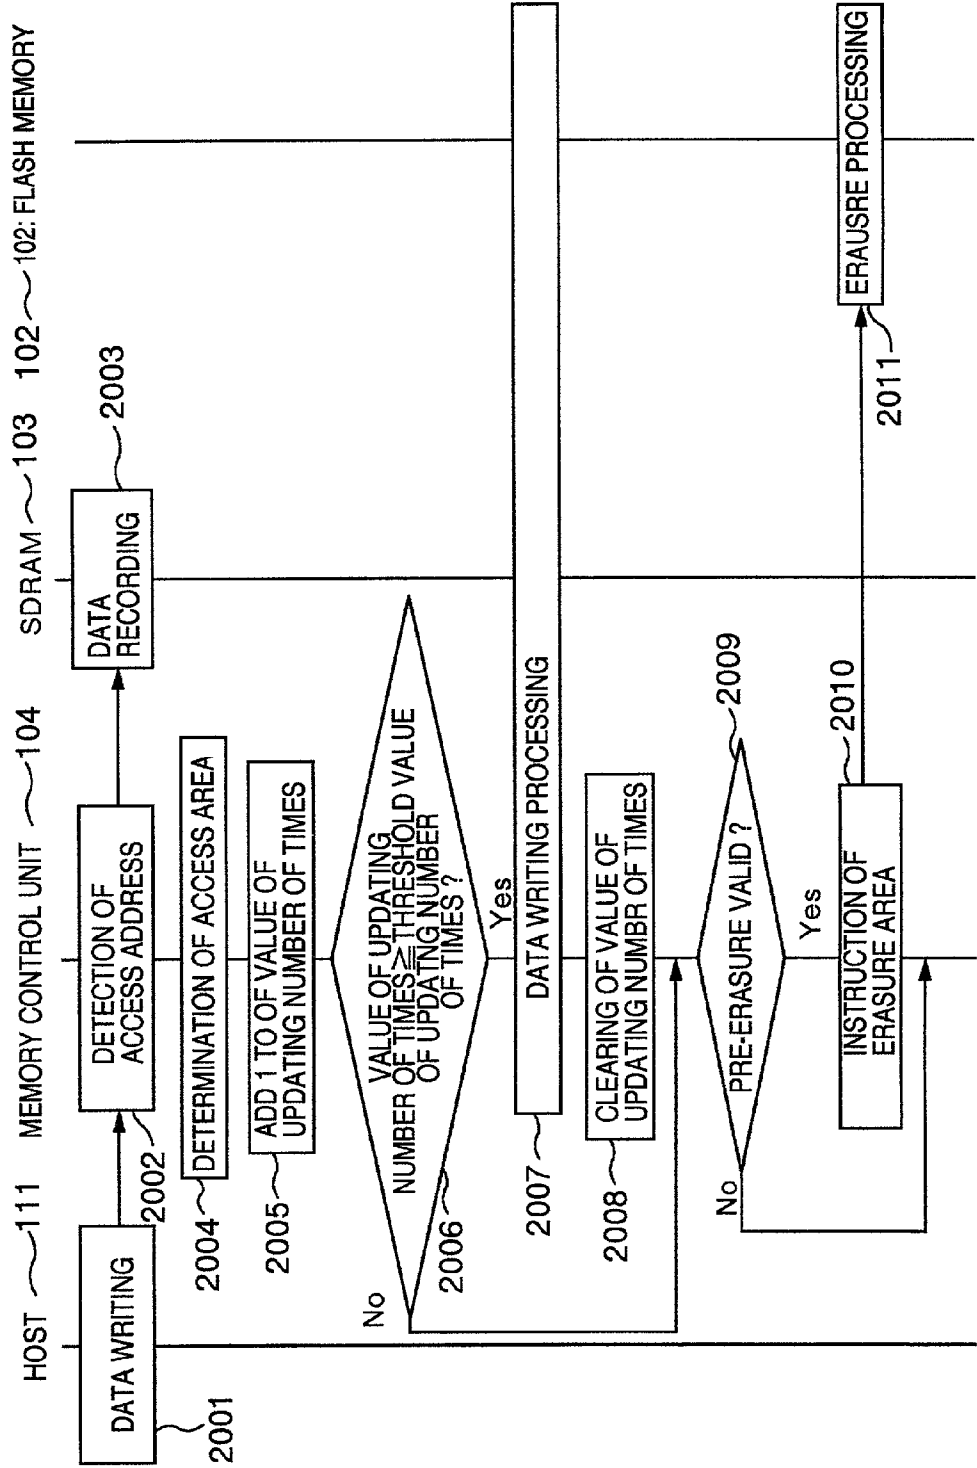 HOST 111
MEMORY CONTROL UNIT 104
SDRAM 103
102 102: FLASH MEMORY
DATA WRITING
2001
DETECTION OF
ACCESS ADDRESS
2002
DATA
RECORDING
2003
DETERMINATION OF ACCESS AREA
2004
ADD 1 TO OF VALUE OF
UPDATING NUMBER OF TIMES
2005
VALUE OF UPDATING
NUMBER OF TIMES≧THRESHOLD VALUE
OF UPDATING NUMBER
OF TIMES ?
2006
No
Yes
DATA WRITING PROCESSING
2007
CLEARING OF VALUE OF
UPDATING NUMBR OF TIMES
2008
PRE-ERASURE VALID ?
2009
No
Yes
INSTRUCTION OF
ERASURE AREA
2010
ERAUSRE PROCESSING
2011